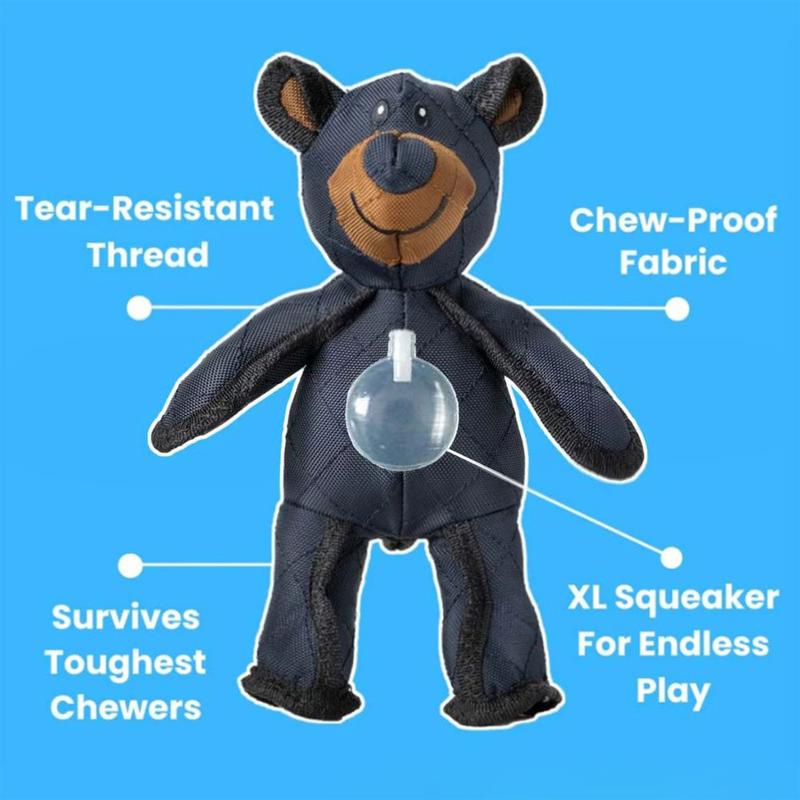 Tear-Resistant
Thread
Chew-Proof
Fabric
Survives
Toughest
Chewers
XL Squeaker
For Endless
Play